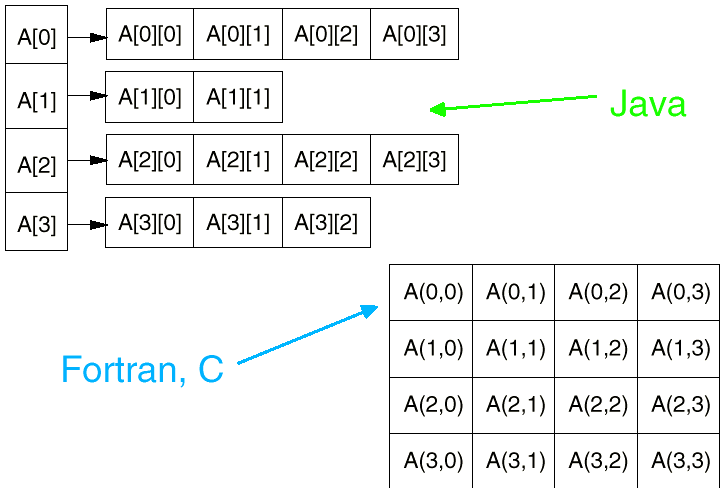 A[0] A[0][0] A[0][1] A[0][2] A[0][3]
A[1] A[1][0] A[1][1]
Java
A[2] A[2][0] A[2][1] A[2][2] A[2][3]
A[3] A[3][0] A[3][1] A[3][2]
A(0,0) A(0,1) A(0,2) A(0,3)
A(1,0) A(1,1) A(1,2) A(1,3)
Fortran, C
A(2,0) A(2,1) A(2,2) A(2,3)
A(3,0) A(3,1) A(3,2) A(3,3)